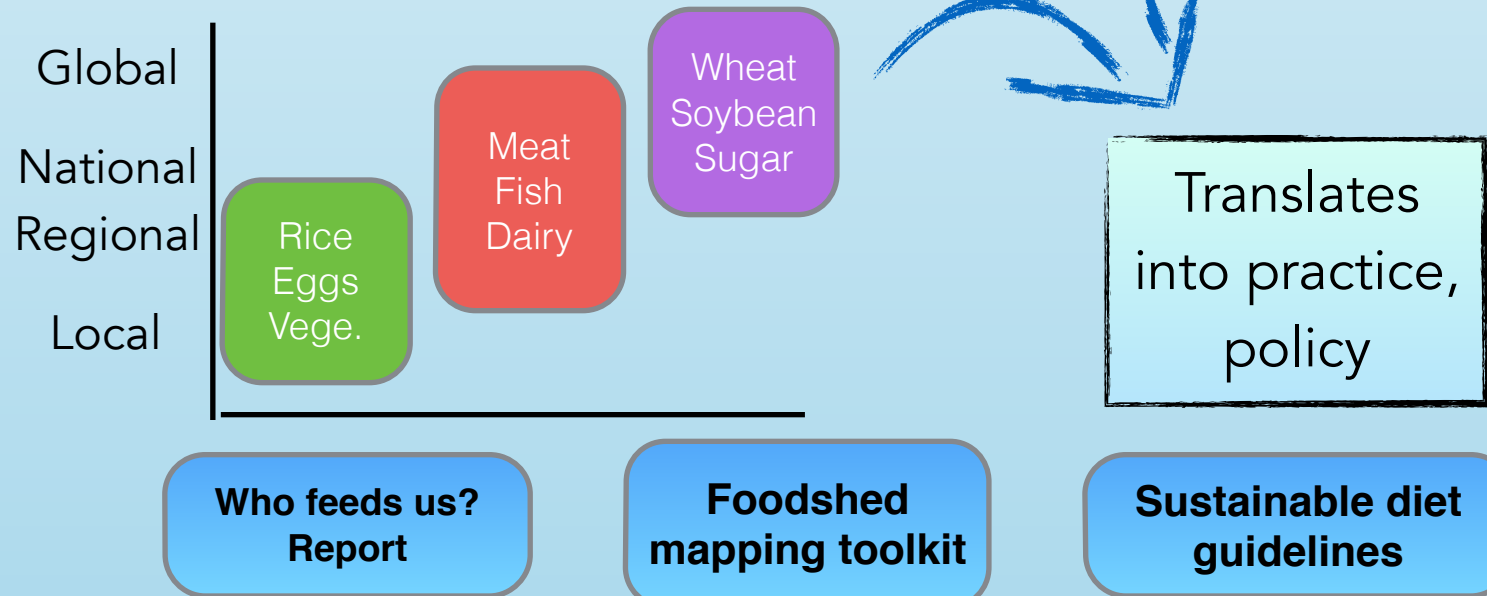 Global
National
Regional
Local
Rice
Eggs
Vege.
Meat
Fish
Dairy
Wheat
Soybean
Sugar
Translates
into practice,
policy
Who feeds us?
Report
Foodshed
mapping toolkit
Sustainable diet
guidelines